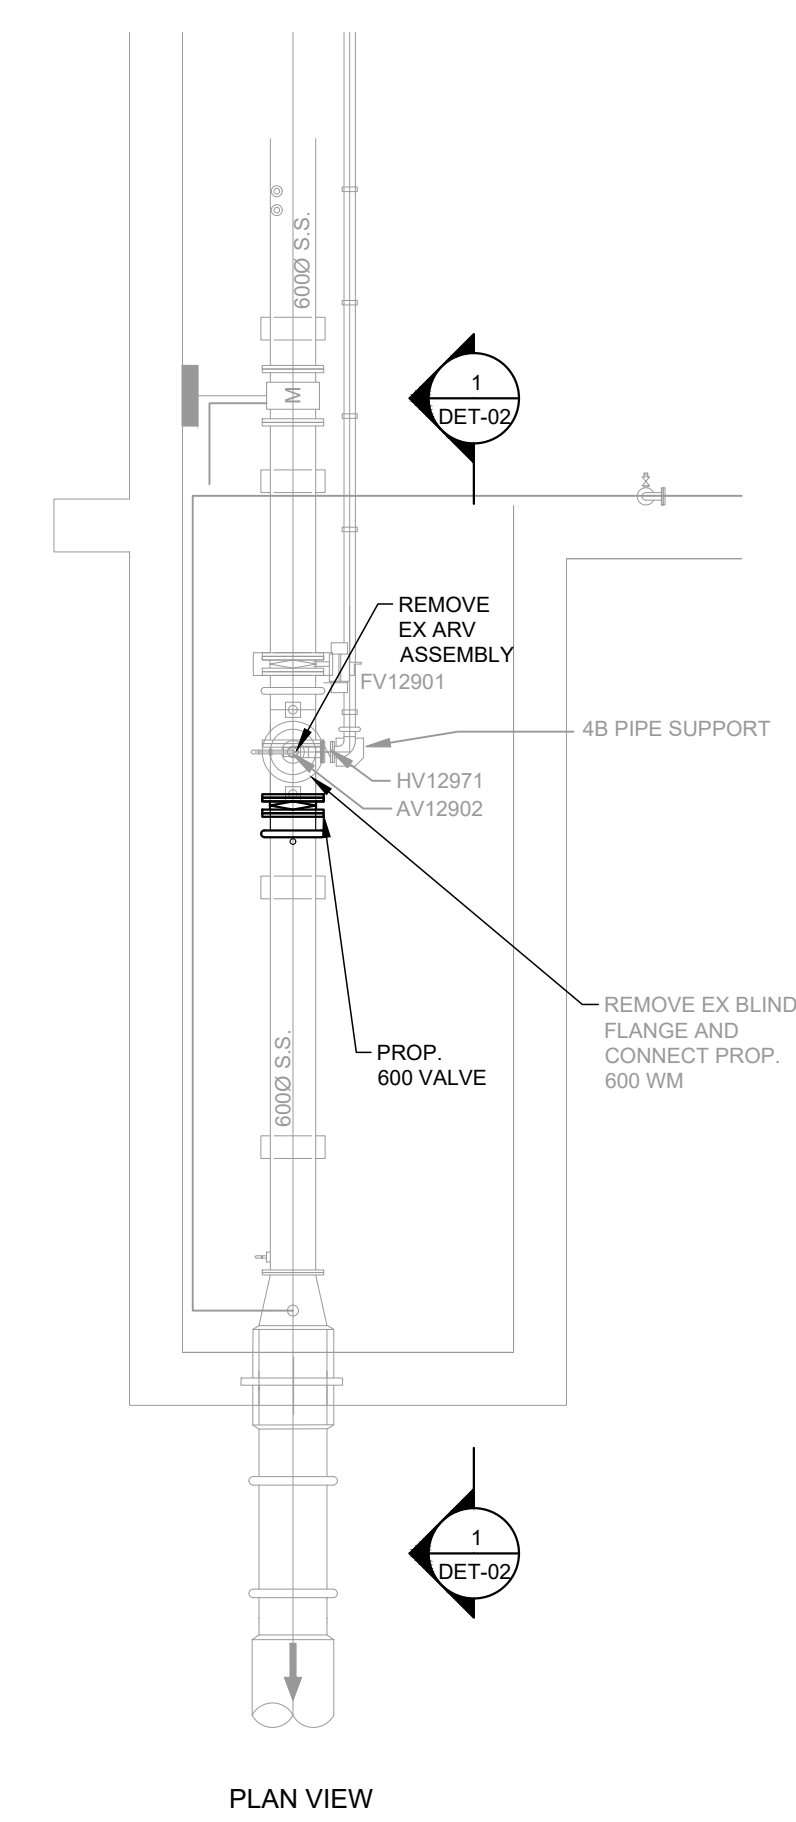 600Ø S.S.
M
1
DET-02
REMOVE
EX ARV
ASSEMBLY
FV12901
4B PIPE SUPPORT
HV12971
AV12902
REMOVE EX BLIND
FLANGE AND
CONNECT PROP.
600 WM
PROP.
600 VALVE
600Ø S.S.
1
DET-02
PLAN VIEW